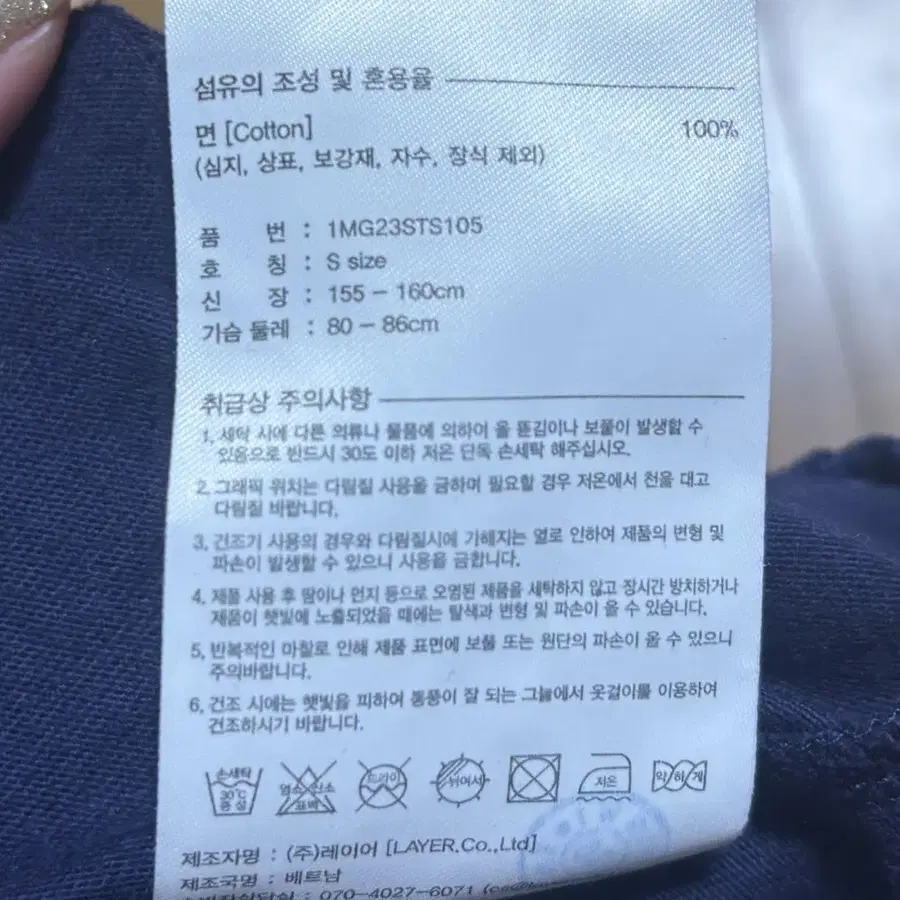 섬유의 조성 및 혼용율
면 [Cotton] 100%
(심지, 상표, 보강재, 자수, 장식 제외)
품 번 : 1MG23STS105
호 칭 : S size
신 장 : 155 – 160cm
가슴 둘레 : 80 – 86cm
취급상 주의사항
1. 세탁 시에 다른 의류나 물품에 의하여 올 뜯김이나 보풀이 발생할 수
있음으로 반드시 30도 이하 저온 단독 손세탁 해주십시오.
2. 그래픽 위치는 다림질 사용을 금하며 필요할 경우 저온에서 천을 대고
다림질 바랍니다.
3. 건조기 사용의 경우와 다림질시에 가해지는 열로 인하여 제품의 변형 및
파손이 발생할 수 있으니 사용을 금합니다.
4. 제품 사용 후 땀이나 먼지 등으로 오염된 제품을 세탁하지 않고 장시간 방치하거나
제품이 햇빛에 노출되었을 때에는 탈색과 변형 및 파손이 올 수 있습니다.
5. 반복적인 마찰로 인해 제품 표면에 보풀 또는 원단의 파손이 올 수 있으니
주의바랍니다.
6. 건조 시에는 햇빛을 피하여 통풍이 잘 되는 그늘에서 옷걸이를 이용하여
건조하시기 바랍니다.
손세탁 30℃ 중성 염소 산소 표백 드라이 뉘어서 저온 약하게
제조자명 : (주)레이어 [LAYER.Co.,Ltd]
제조국명 : 베트남
070-4027-6071